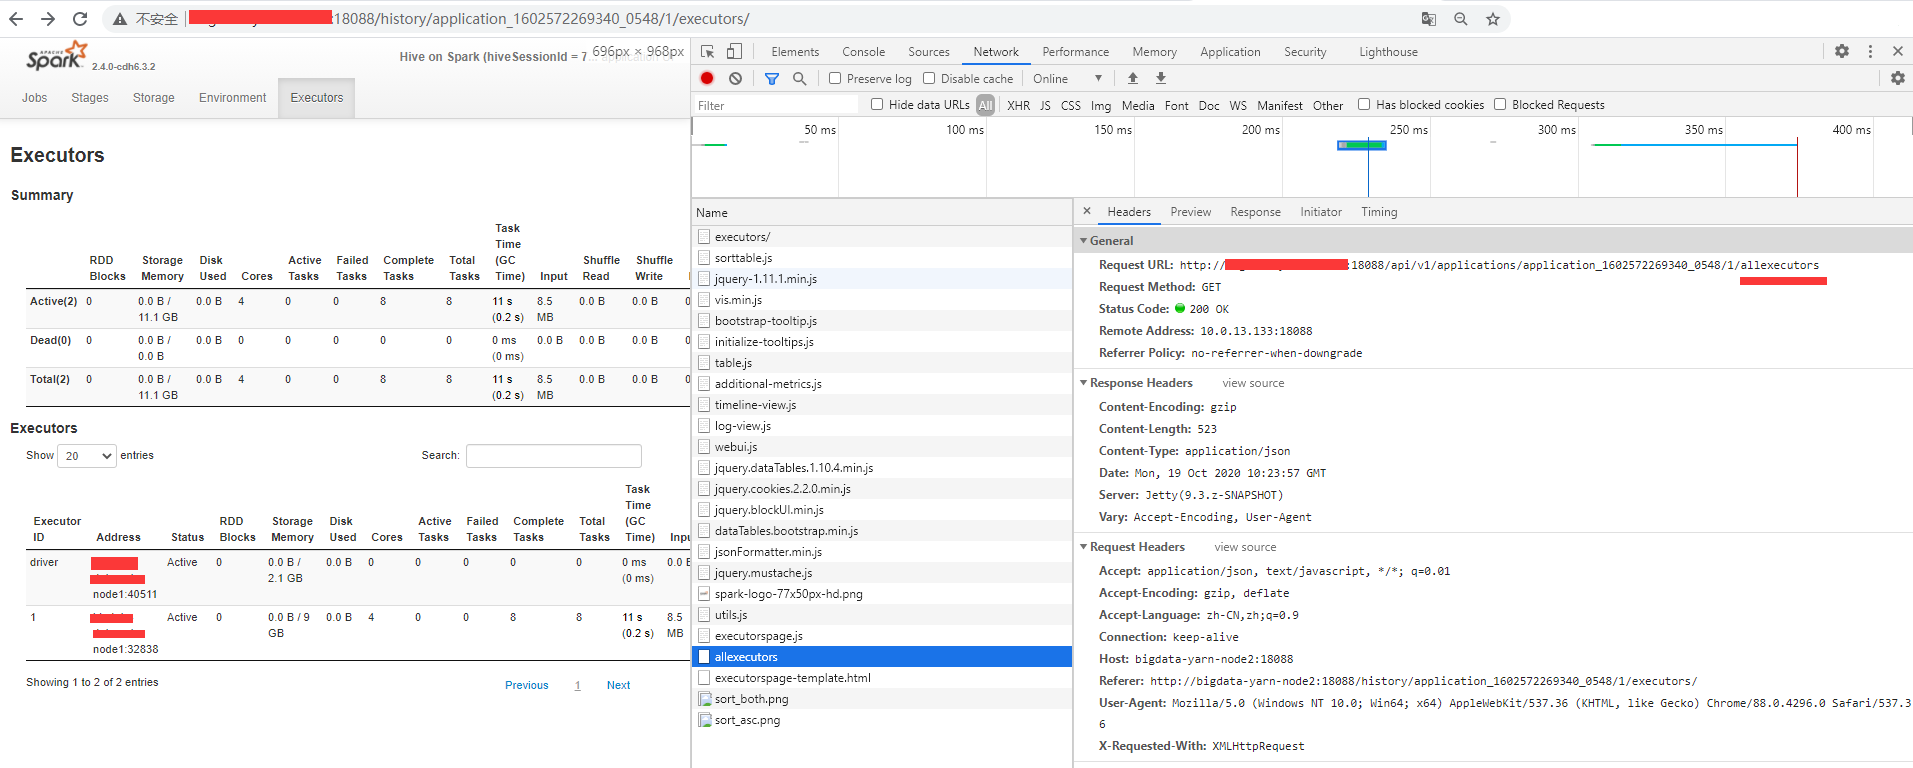 不安全
:18088/history/application_1602572269340_0548/1/executors/
APACHE
Spark
2.4.0-cdh6.3.2
Hive on Spark (hiveSessionId = 7...
696px × 968px
Jobs
Stages
Storage
Environment
Executors
Executors
Summary
RDD Blocks Storage Memory Disk Used Cores Active Tasks Failed Tasks Complete Tasks Total Tasks Task Time (GC Time) Input Shuffle Read Shuffle Write
Active(2) 0 0.0 B / 11.1 GB 0.0 B 4 0 0 8 8 11 s (0.2 s) 8.5 MB 0.0 B 0.0 B
Dead(0) 0 0.0 B / 0.0 B 0.0 B 0 0 0 0 0 0 ms (0 ms) 0.0 B 0.0 B 0.0 B
Total(2) 0 0.0 B / 11.1 GB 0.0 B 4 0 0 8 8 11 s (0.2 s) 8.5 MB 0.0 B 0.0 B
Executors
Show 20 entries
Search:
Executor ID Address Status RDD Blocks Storage Memory Disk Used Cores Active Tasks Failed Tasks Complete Tasks Total Tasks Task Time (GC Time)
driver node1:40511 Active 0 0.0 B / 2.1 GB 0.0 B 0 0 0 0 0 0 ms (0 ms)
1 node1:32838 Active 0 0.0 B / 9 GB 0.0 B 4 0 0 8 8 11 s (0.2 s) 8.5 MB
Showing 1 to 2 of 2 entries
Previous 1 Next
Elements Console Sources Network Performance Memory Application Security Lighthouse
Preserve log Disable cache Online
Filter Hide data URLs All XHR JS CSS Img Media Font Doc WS Manifest Other Has blocked cookies Blocked Requests
50 ms 100 ms 150 ms 200 ms 250 ms 300 ms 350 ms 400 ms
Name
executors/
sorttable.js
jquery-1.11.1.min.js
vis.min.js
bootstrap-tooltip.js
initialize-tooltips.js
table.js
additional-metrics.js
timeline-view.js
log-view.js
webui.js
jquery.dataTables.1.10.4.min.js
jquery.cookies.2.2.0.min.js
jquery.blockUI.min.js
dataTables.bootstrap.min.js
jsonFormatter.min.js
jquery.mustache.js
spark-logo-77x50px-hd.png
utils.js
executorspage.js
allexecutors
executorspage-template.html
sort_both.png
sort_asc.png
Headers Preview Response Initiator Timing
General
Request URL: http:// :18088/api/v1/applications/application_1602572269340_0548/1/allexecutors
Request Method: GET
Status Code: 200 OK
Remote Address: 10.0.13.133:18088
Referrer Policy: no-referrer-when-downgrade
Response Headers view source
Content-Encoding: gzip
Content-Length: 523
Content-Type: application/json
Date: Mon, 19 Oct 2020 10:23:57 GMT
Server: Jetty(9.3.z-SNAPSHOT)
Vary: Accept-Encoding, User-Agent
Request Headers view source
Accept: application/json, text/javascript, */*; q=0.01
Accept-Encoding: gzip, deflate
Accept-Language: zh-CN,zh;q=0.9
Connection: keep-alive
Host: bigdata-yarn-node2:18088
Referer: http://bigdata-yarn-node2:18088/history/application_1602572269340_0548/1/executors/
User-Agent: Mozilla/5.0 (Windows NT 10.0; Win64; x64) AppleWebKit/537.36 (KHTML, like Gecko) Chrome/88.0.4296.0 Safari/537.3
6
X-Requested-With: XMLHttpRequest